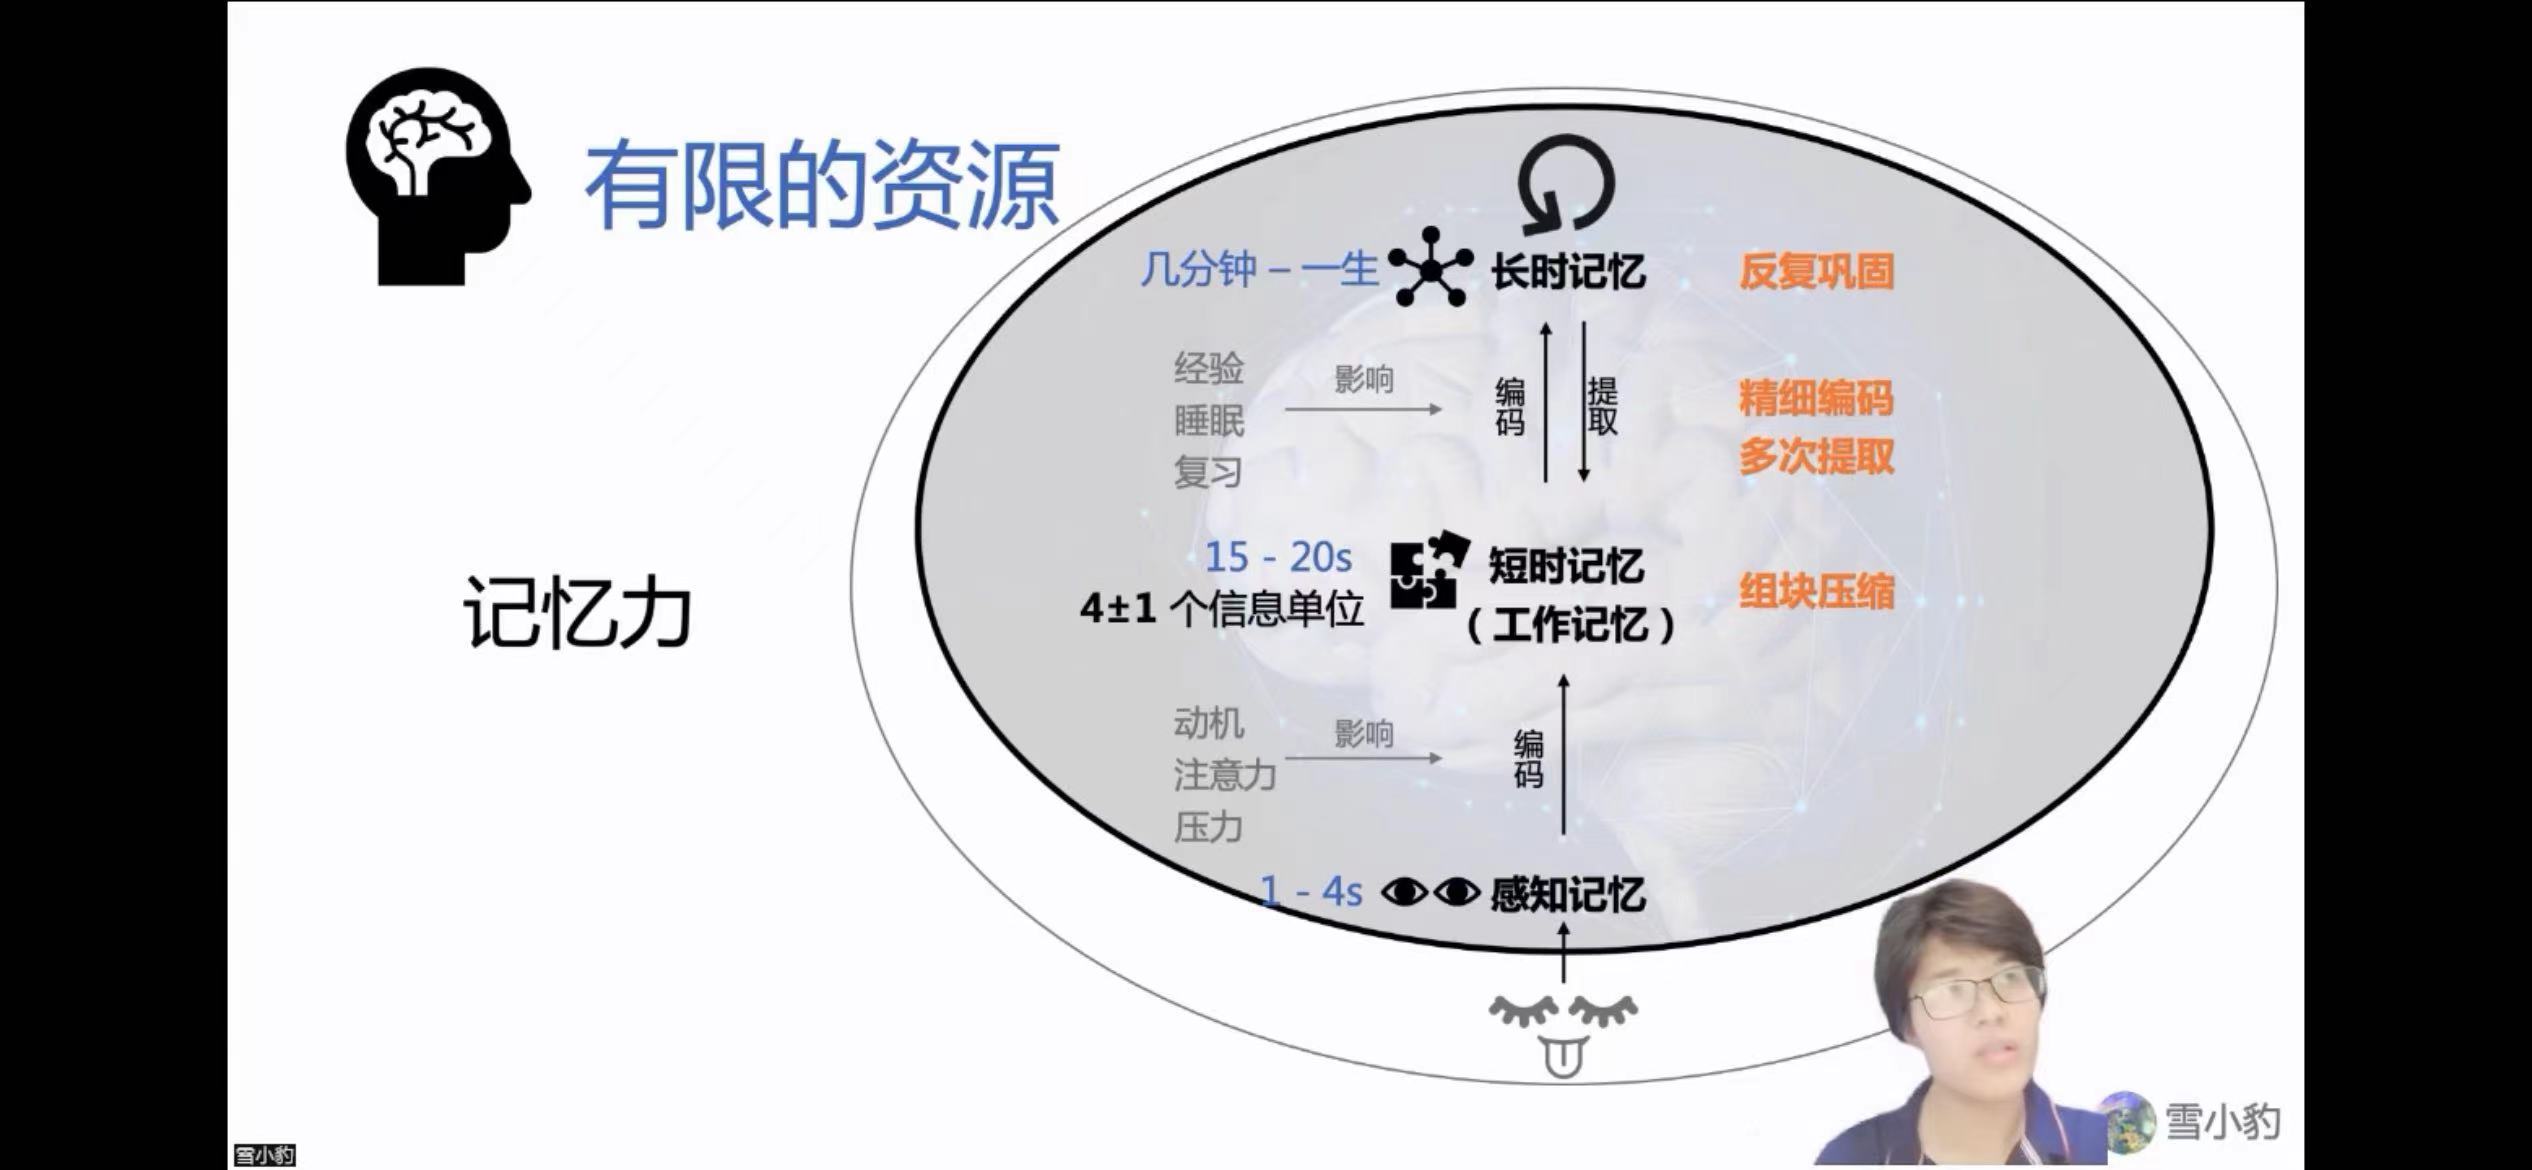 有限的资源
几分钟 – 一生
长时记忆
反复巩固
经验
睡眠
复习
影响
编码
提取
精细编码
多次提取
记忆力
15 - 20s
4±1 个信息单位
短时记忆
（工作记忆）
组块压缩
动机
注意力
压力
影响
编码
1 - 4s
感知记忆
雪小豹
雪小豹